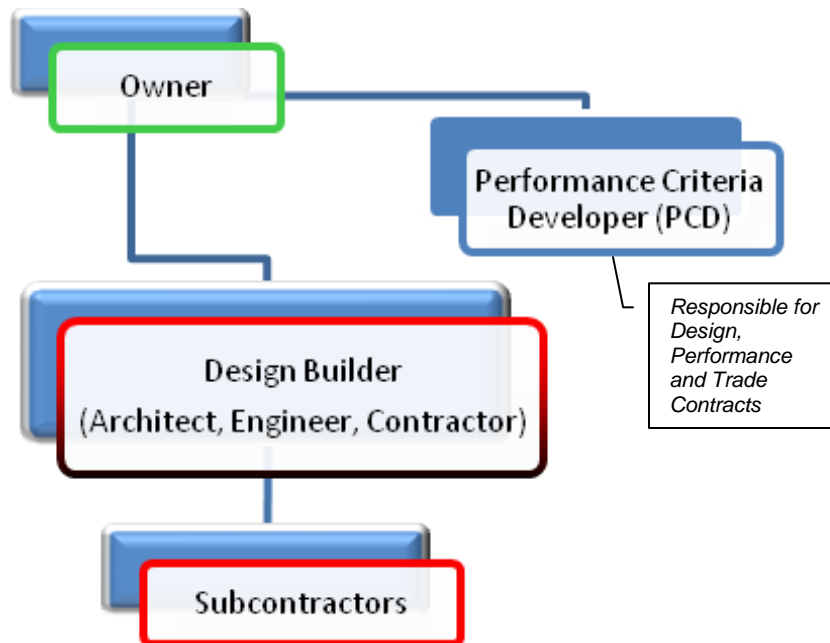 Owner
Performance Criteria
Developer (PCD)
Responsible for
Design,
Performance
and Trade
Contracts
Design Builder
(Architect, Engineer, Contractor)
Subcontractors